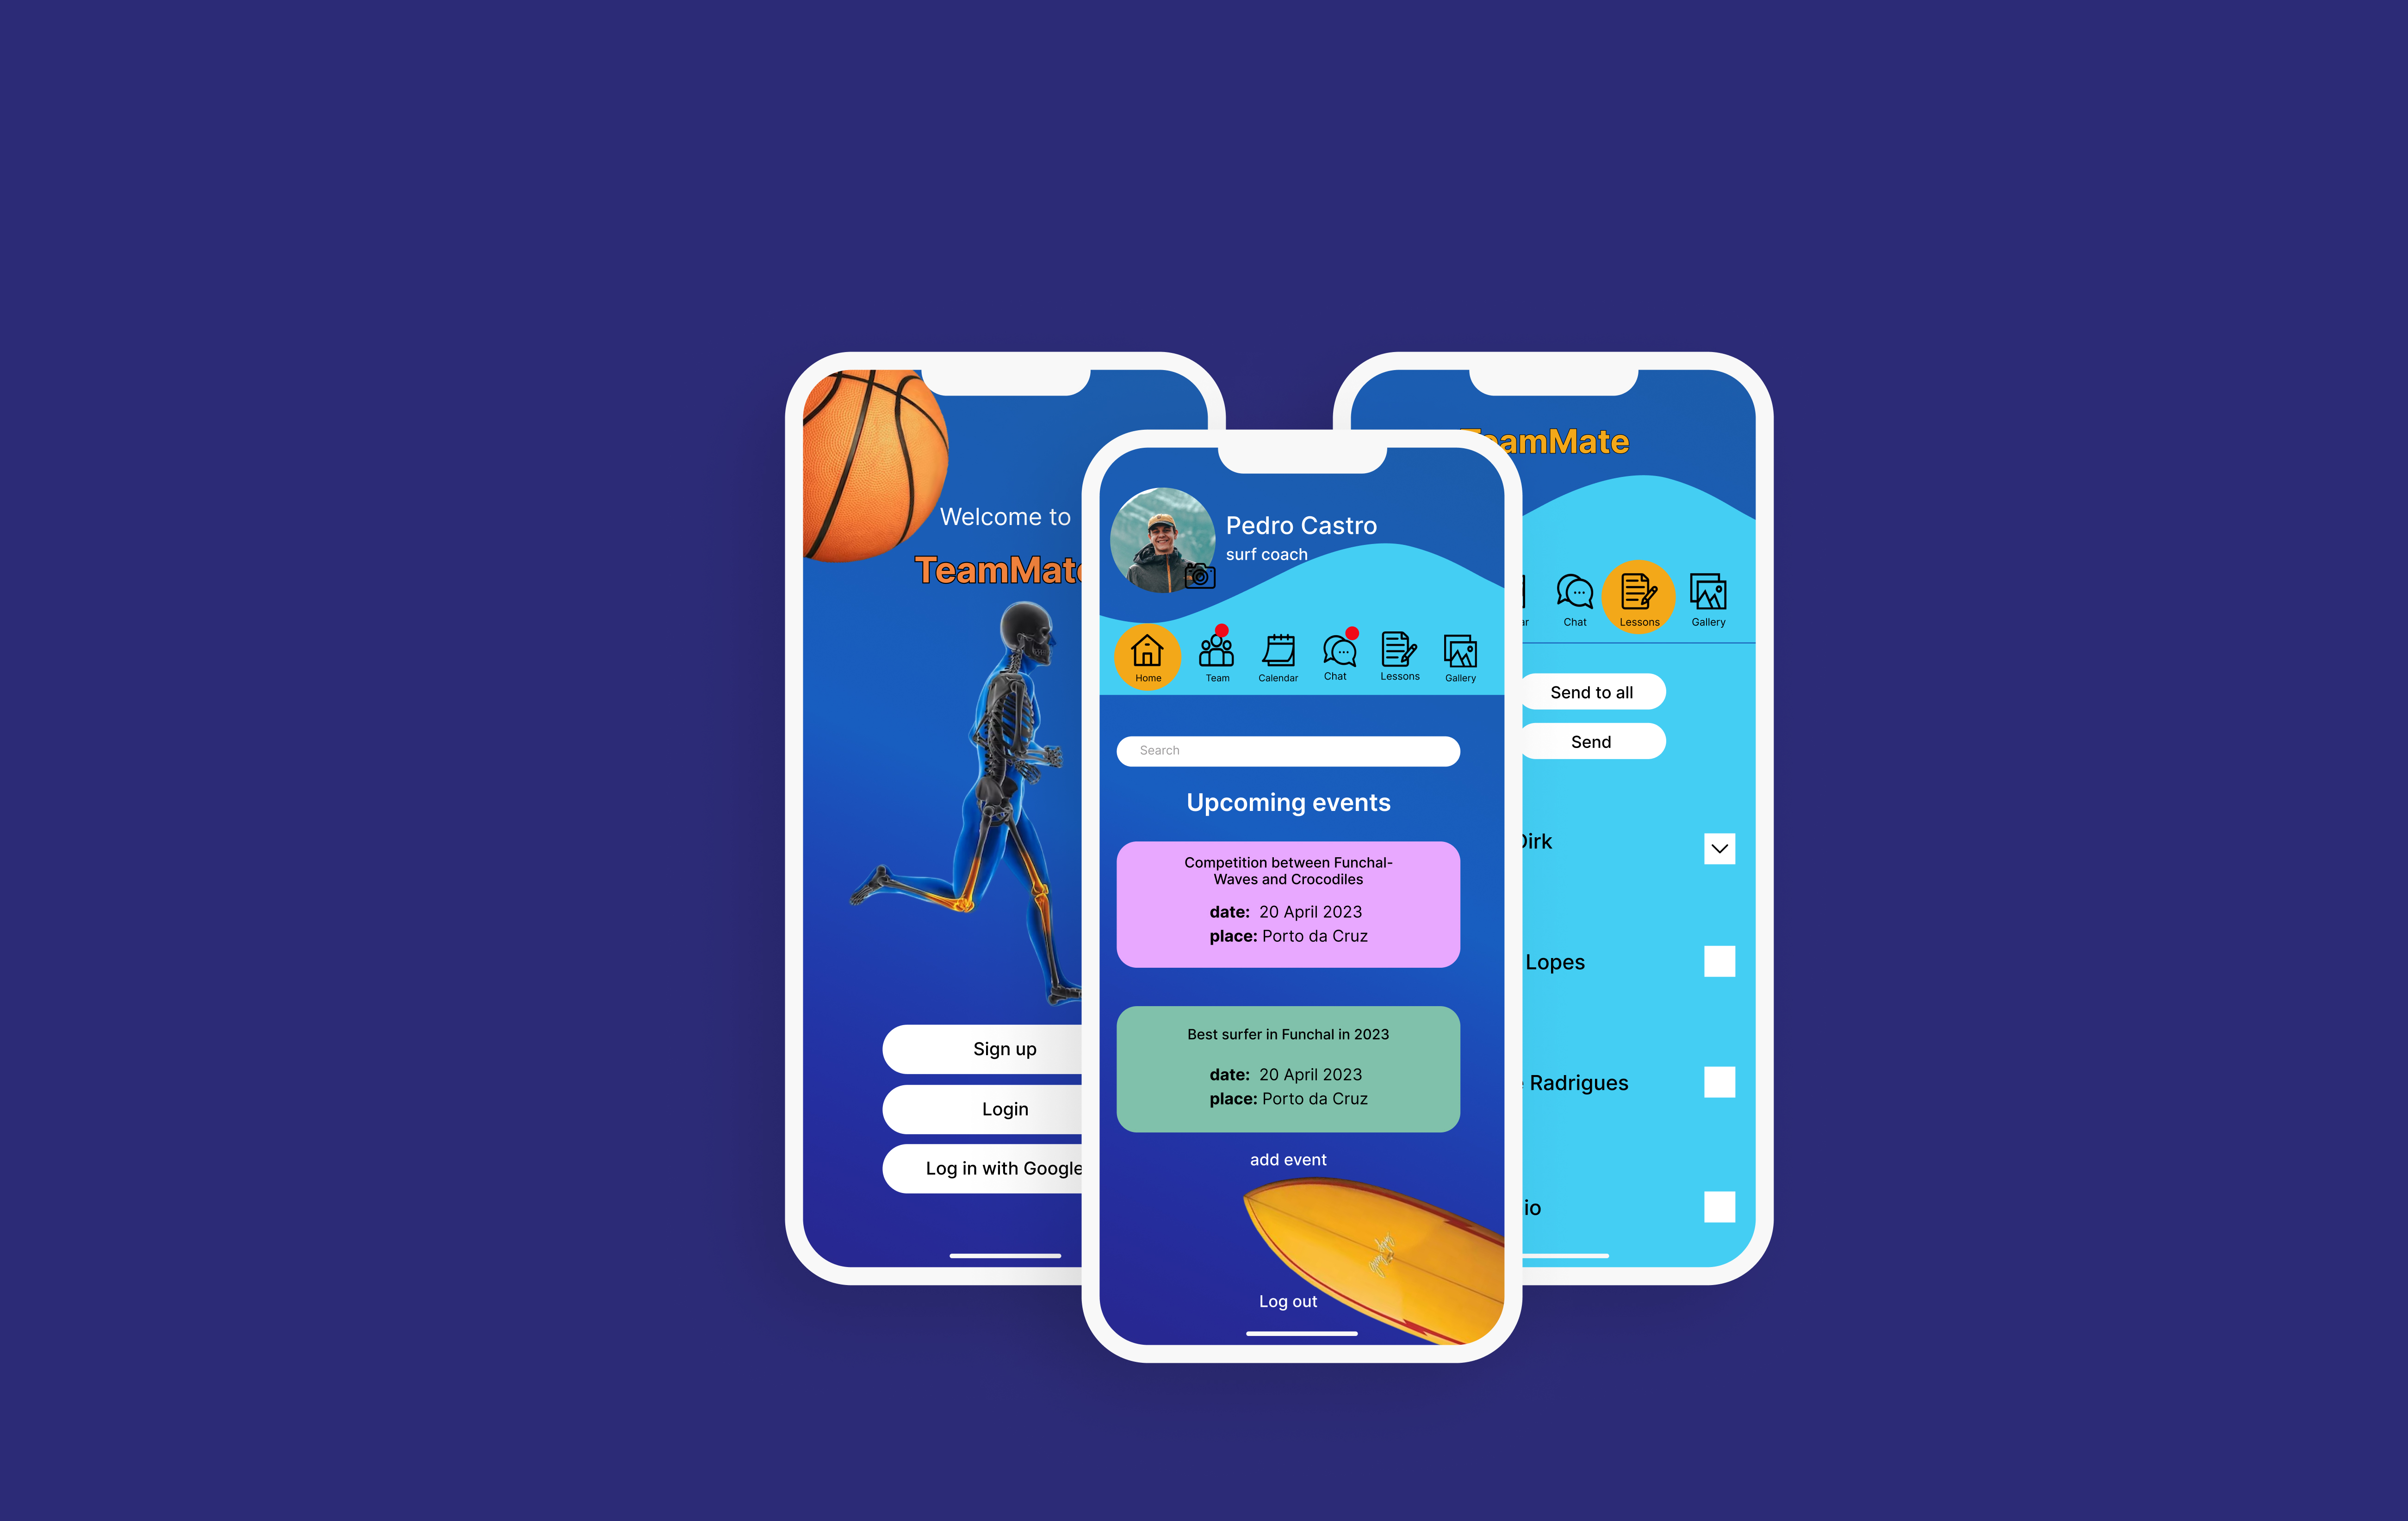 Welcome to
TeamMate
Sign up
Login
Log in with Google
Pedro Castro
surf coach
Home
Team
Calendar
Chat
Lessons
Gallery
Search
Upcoming events
Competition between Funchal-
Waves and Crocodiles
date: 20 April 2023
place: Porto da Cruz
Best surfer in Funchal in 2023
date: 20 April 2023
place: Porto da Cruz
add event
Log out
TeamMate
ar
Chat
Lessons
Gallery
Send to all
Send
Dirk
Lopes
Radrigues
io